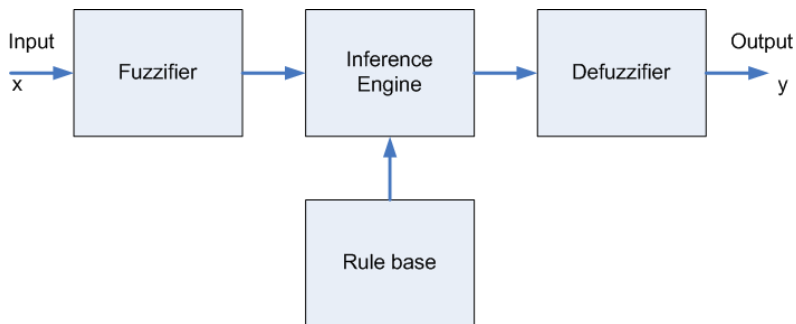 Input
x
Fuzzifier
Inference
Engine
Defuzzifier
Output
y
Rule base